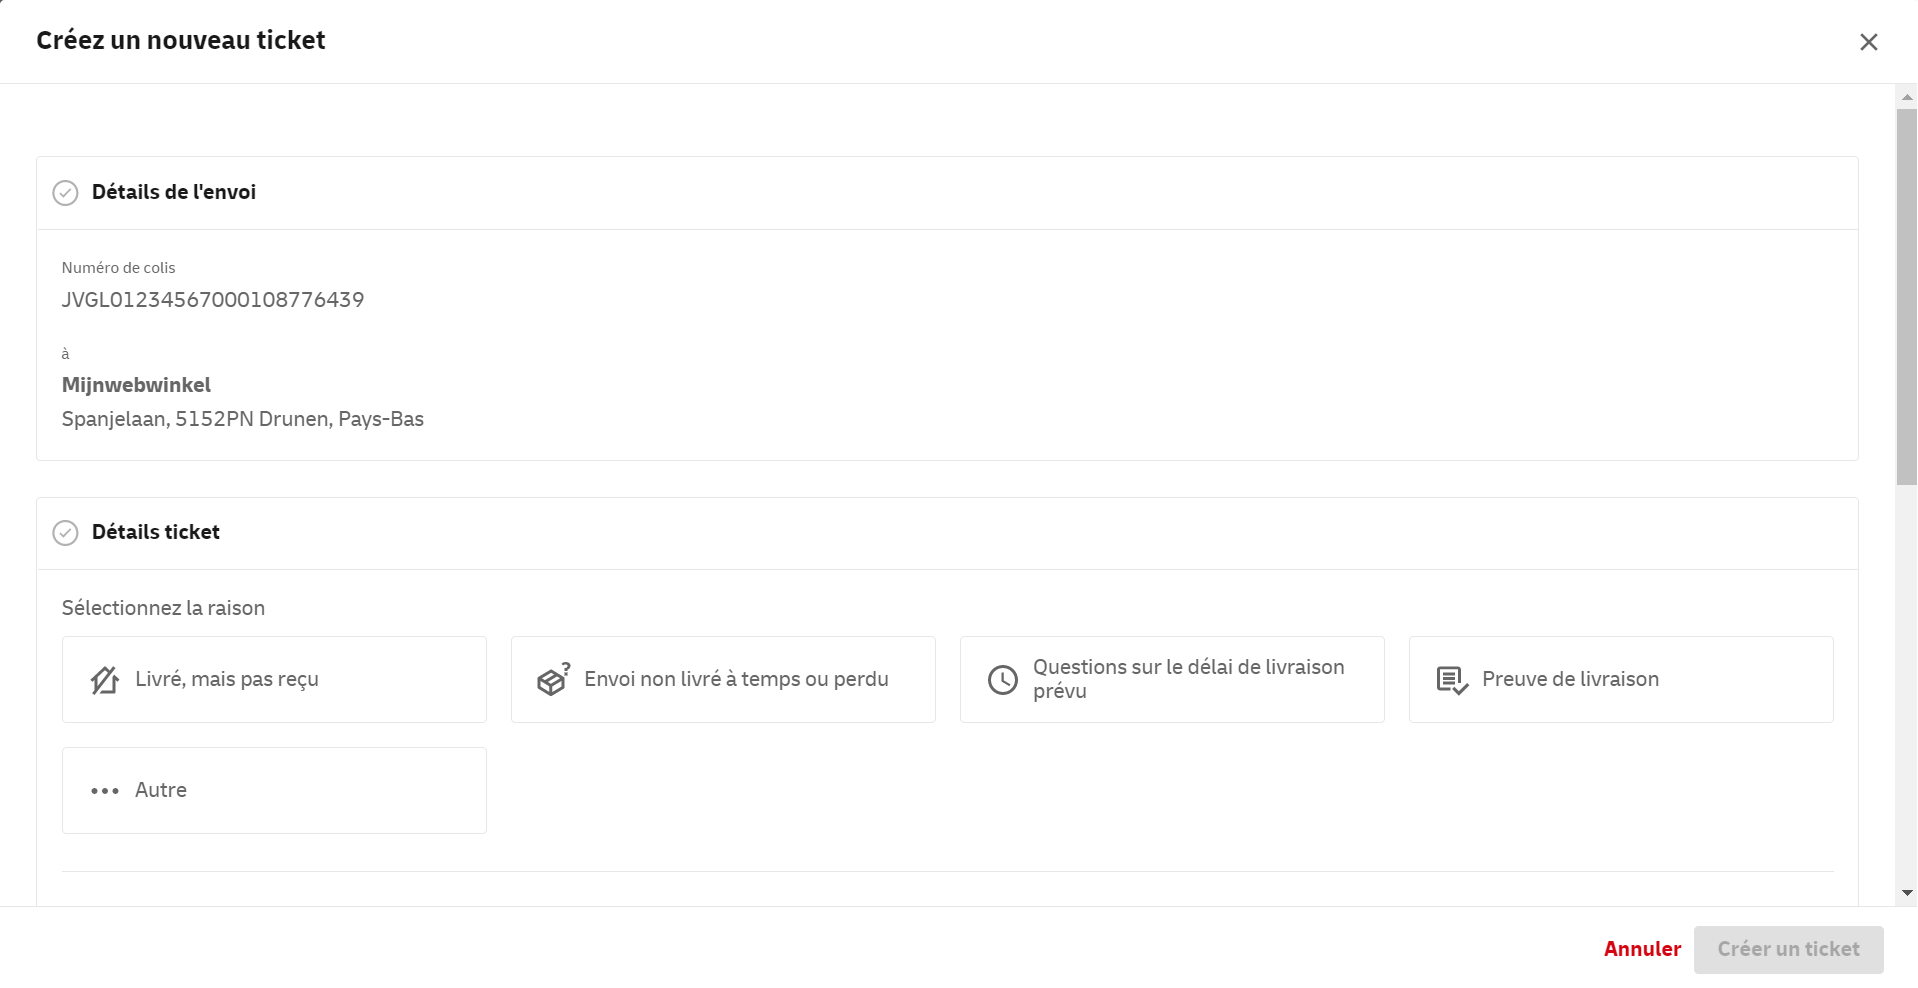 Créez un nouveau ticket
Détails de l'envoi
Numéro de colis
JVGL01234567000108776439
à
Mijnwebwinkel
Spanjelaan, 5152PN Drunen, Pays-Bas
Détails ticket
Sélectionnez la raison
Livré, mais pas reçu
Envoi non livré à temps ou perdu
Questions sur le délai de livraison
prévu
Preuve de livraison
Autre
Annuler
Créer un ticket